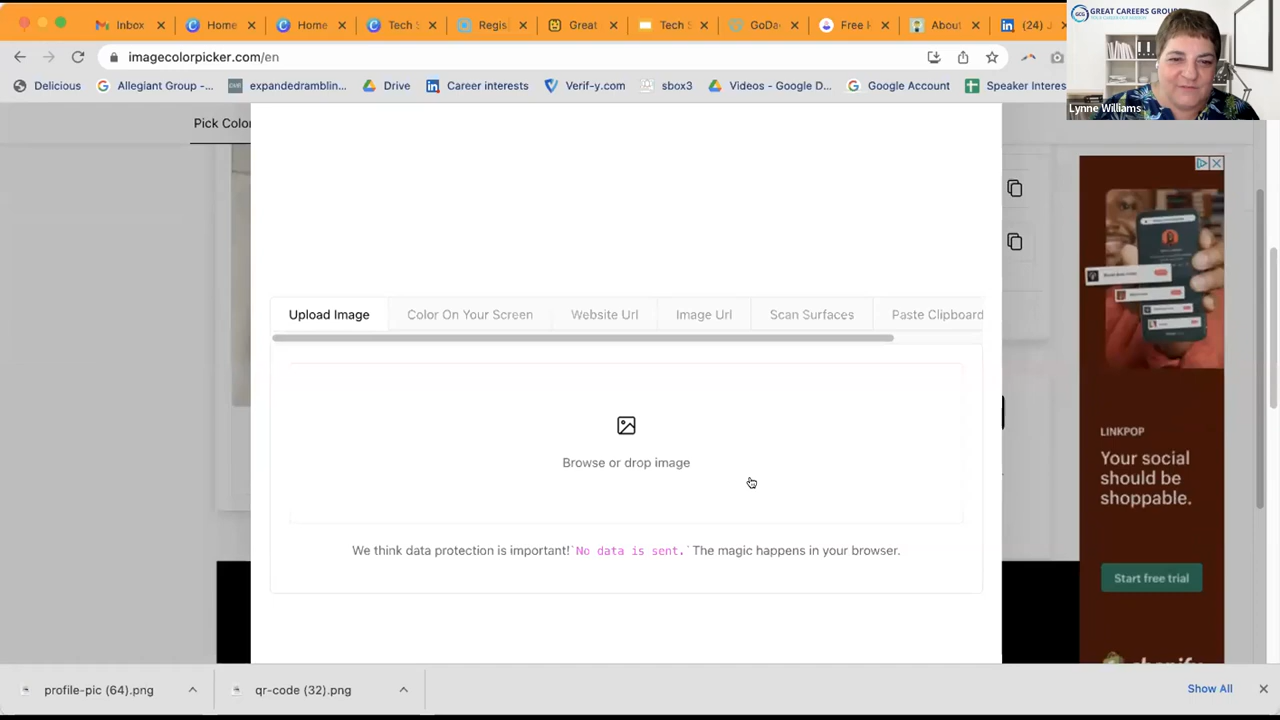 Inbox
Home
Home
Tech S
Regis
Great
Tech S
GoDa
Free
About
(24)
imagecolorpicker.com/en
GREAT CAREERS GROUP
Delicious
Allegiant Group -...
expandedramblin...
Drive
Career interests
Verif-y.com
sbox3
Videos - Google D...
Google Account
Speaker Interes
Lynne Williams
Pick Color
Upload Image
Color On Your Screen
Website Url
Image Url
Scan Surfaces
Paste Clipboard
Browse or drop image
We think data protection is important!`No data is sent.` The magic happens in your browser.
LINKPOP
Your social
should be
shoppable.
Start free trial
shopify
profile-pic (64).png
qr-code (32).png
Show All